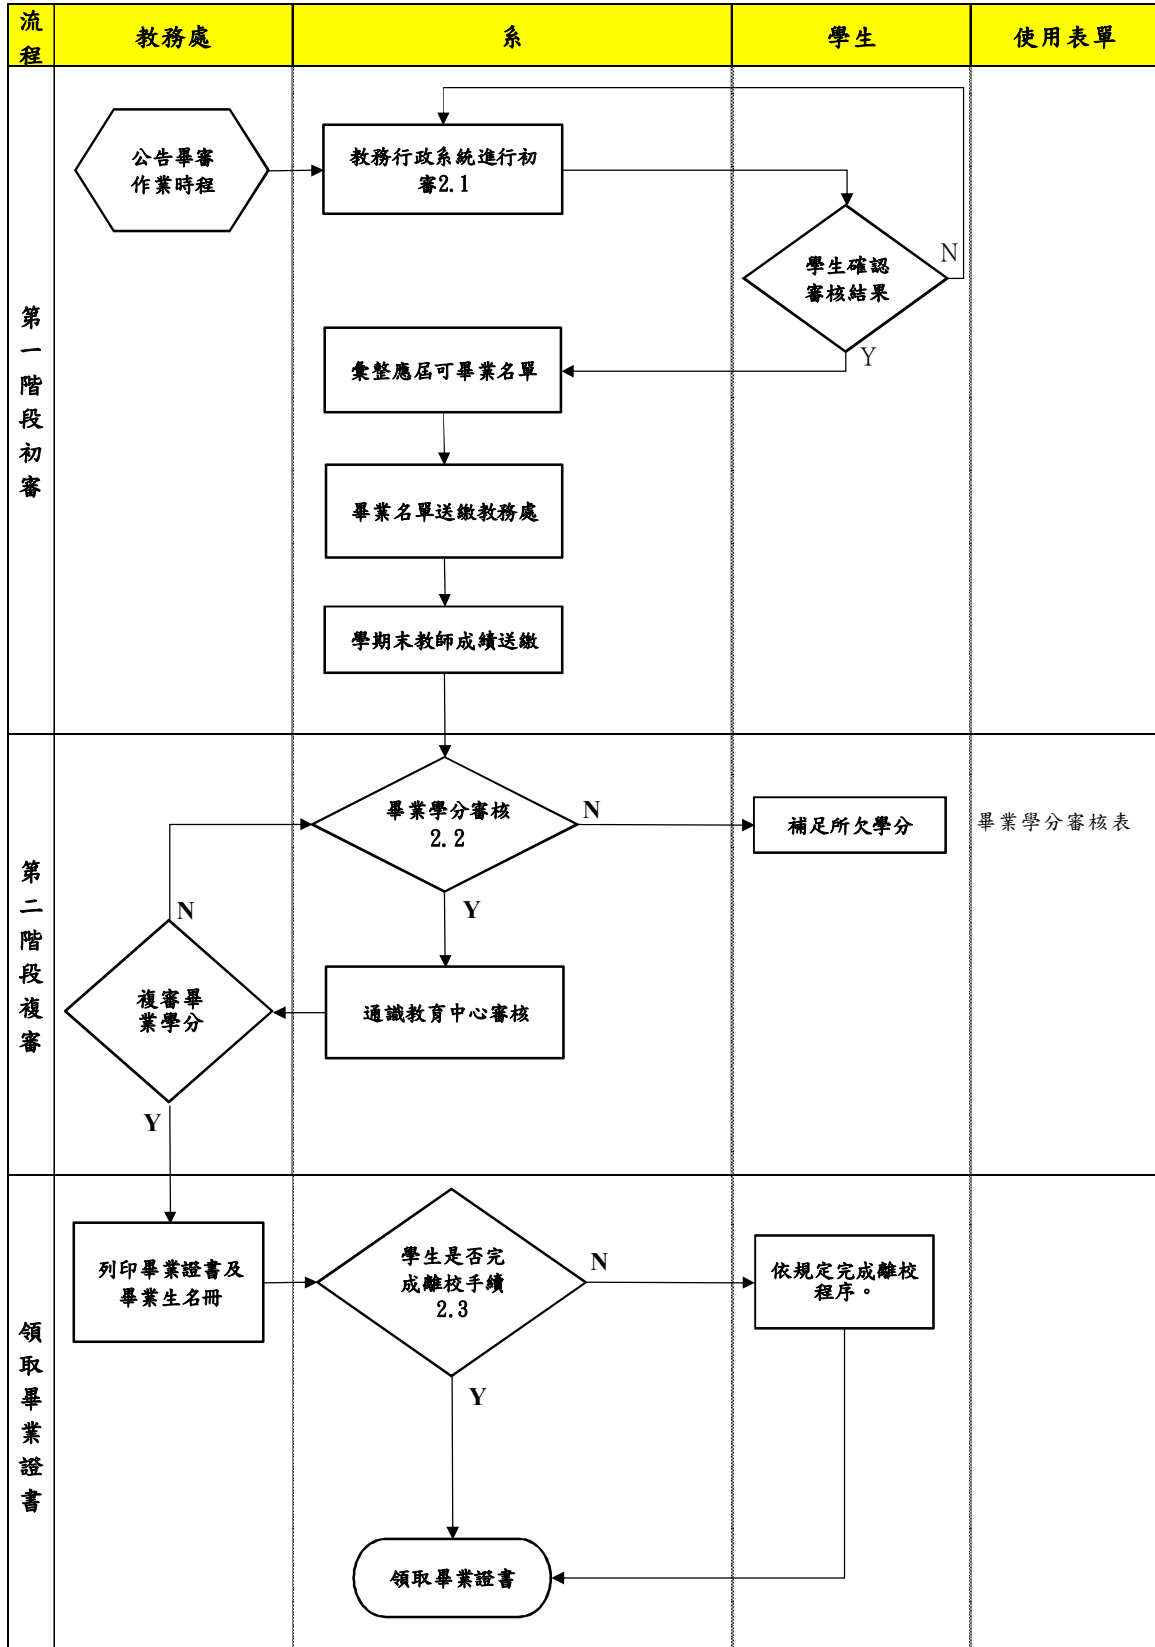 流
程
教務處
系
學生
使用表單
第
一
階
段
初
審
公告畢審
作業時程
教務行政系統進行初
審2.1
學生確認
審核結果
N
Y
彙整應屆可畢業名單
畢業名單送繳教務處
學期末教師成績送繳
第
二
階
段
複
審
畢業學分審核
2.2
N
補足所欠學分
畢業學分審核表
Y
N
複審畢
業學分
通識教育中心審核
Y
領
取
畢
業
證
書
列印畢業證書及
畢業生名冊
學生是否完
成離校手續
2.3
N
依規定完成離校
程序。
Y
領取畢業證書